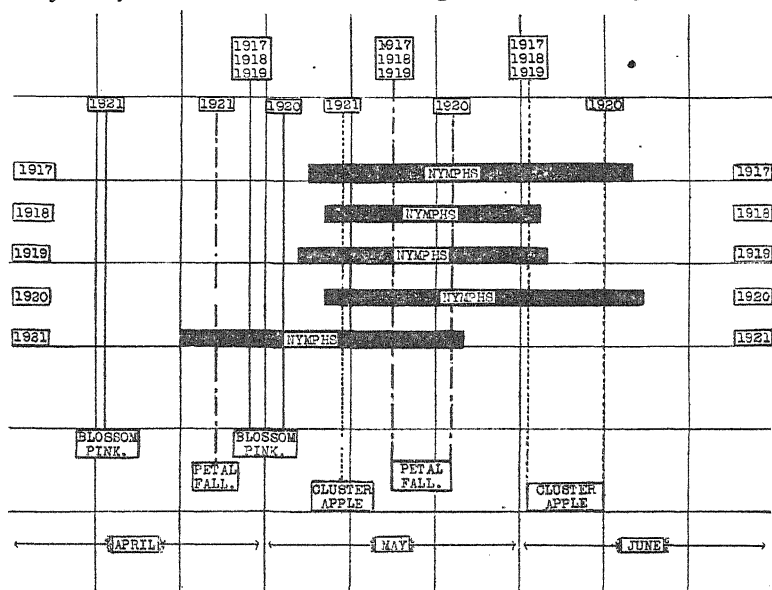 1917 1917 1917
1918 1918 1918
1919 1919 1919
1921 1921 1920 1921 1920 1920
1917 NYMPHS 1917
1918 NYMPHS 1918
1919 NYMPHS 1919
1920 NYMPHS 1920
1921 NYMPHS 1921
BLOSSOM BLOSSOM
PINK. PINK.
PETAL PETAL
FALL. FALL.
CLUSTER CLUSTER
APPLE APPLE
APRIL MAY JUNE